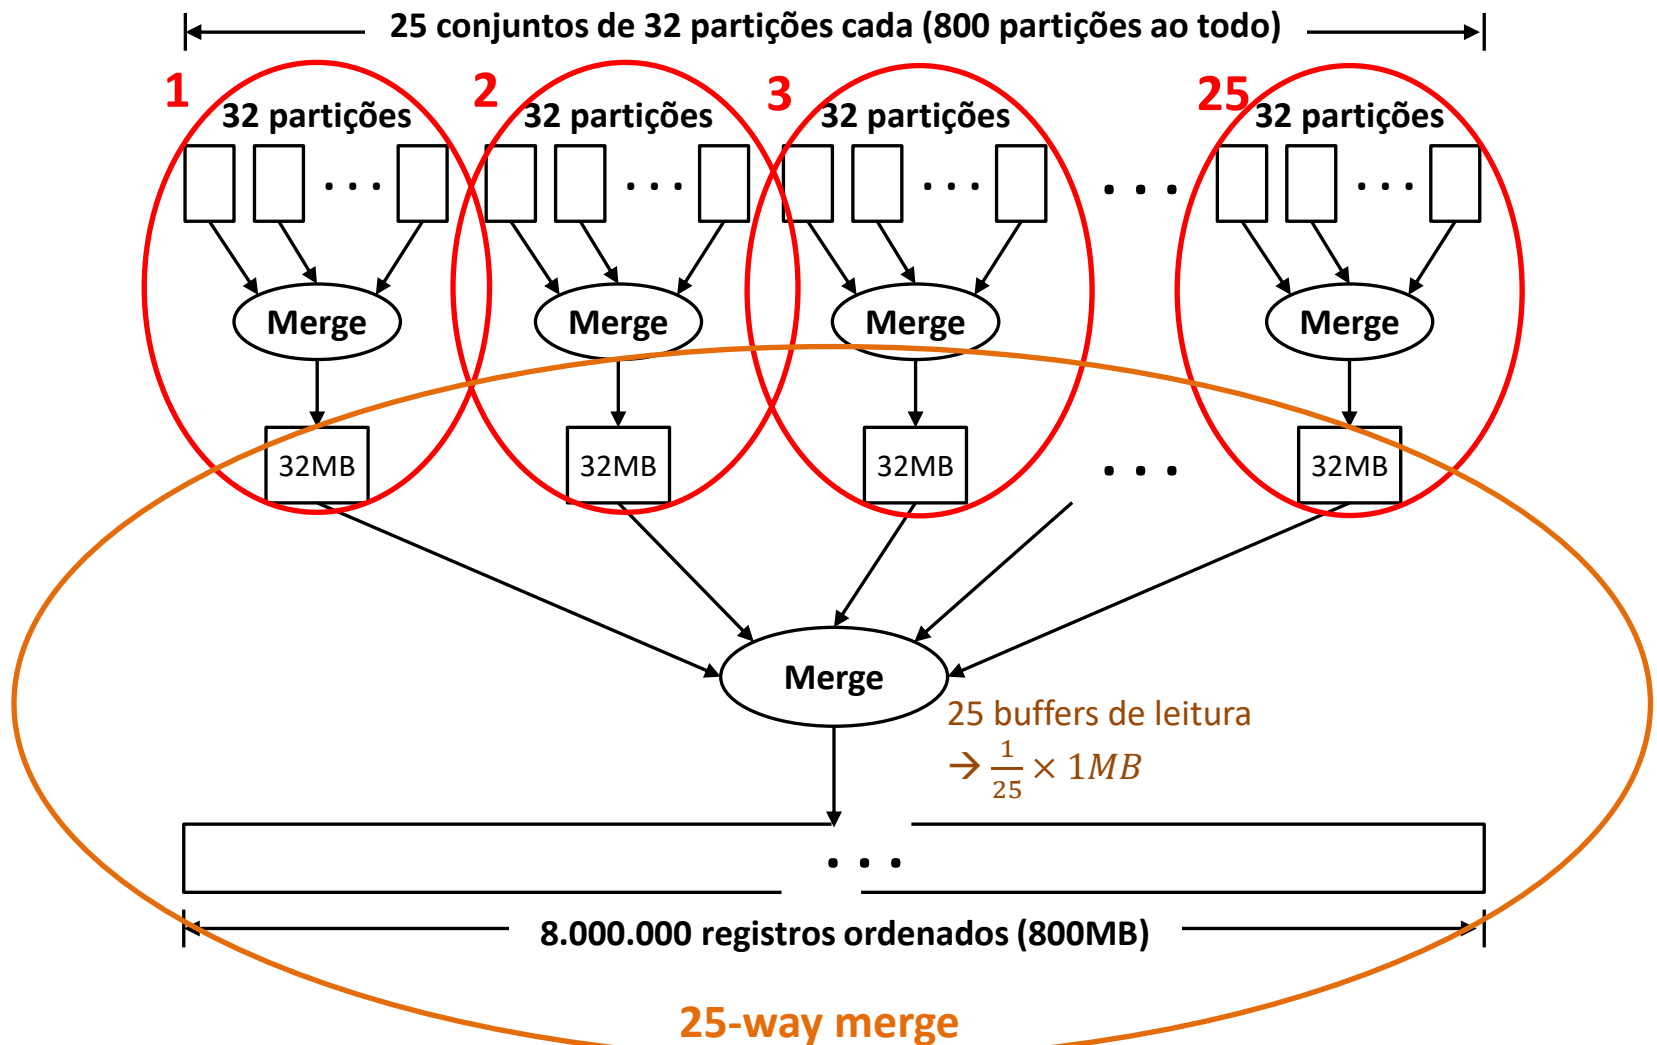 25 conjuntos de 32 partições cada (800 partições ao todo)
1 2 3 25
32 partições 32 partições 32 partições 32 partições
. . . . . . . . . . . . . . .
Merge Merge Merge Merge
32MB 32MB 32MB . . . 32MB
Merge
25 buffers de leitura
→ 1/25 × 1MB
. . .
8.000.000 registros ordenados (800MB)
25-way merge